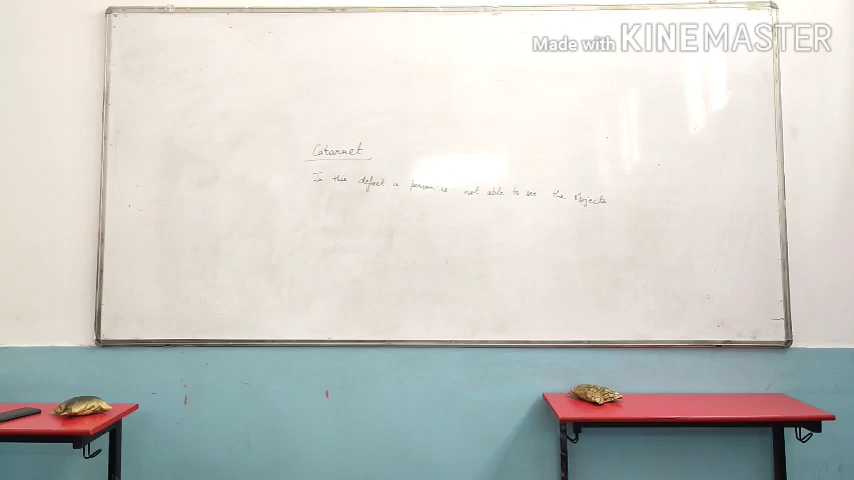 Made with KINEMASTER
Cataract
In this defect a person is not able to see the objects